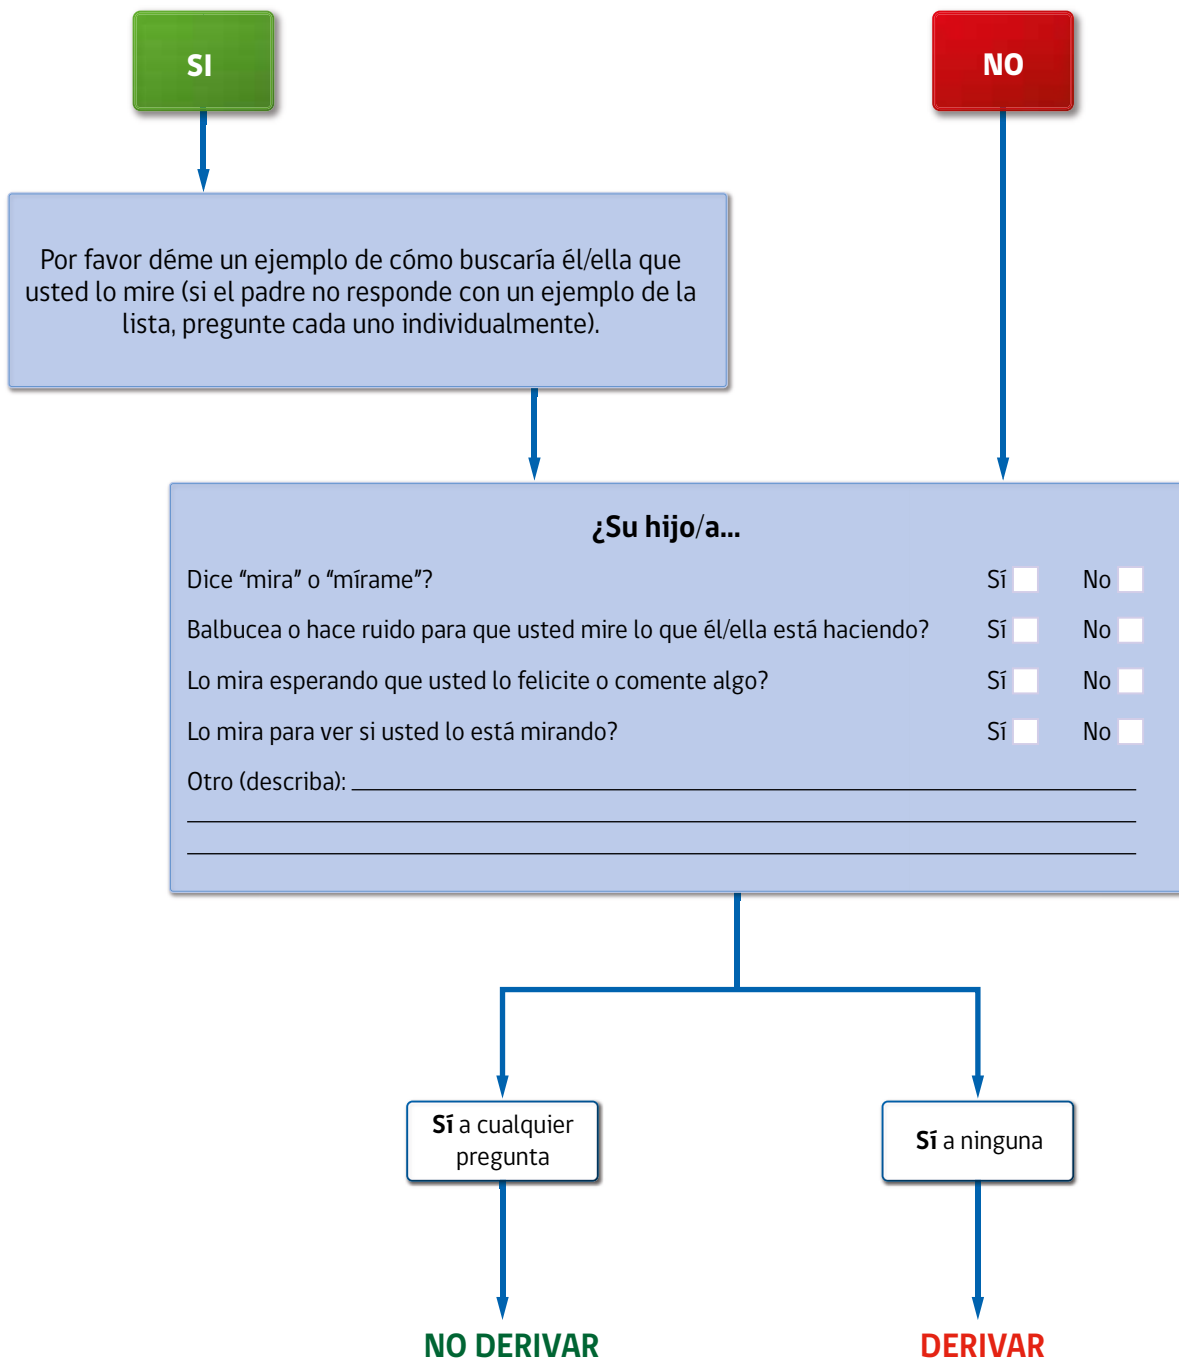 SI
NO
Por favor déme un ejemplo de cómo buscaría él/ella que
usted lo mire (si el padre no responde con un ejemplo de la
lista, pregunte cada uno individualmente).
¿Su hijo/a...
Dice “mira” o “mírame”? Sí No
Balbucea o hace ruido para que usted mire lo que él/ella está haciendo? Sí No
Lo mira esperando que usted lo felicite o comente algo? Sí No
Lo mira para ver si usted lo está mirando? Sí No
Otro (describa):
Sí a cualquier
pregunta
Sí a ninguna
NO DERIVAR
DERIVAR